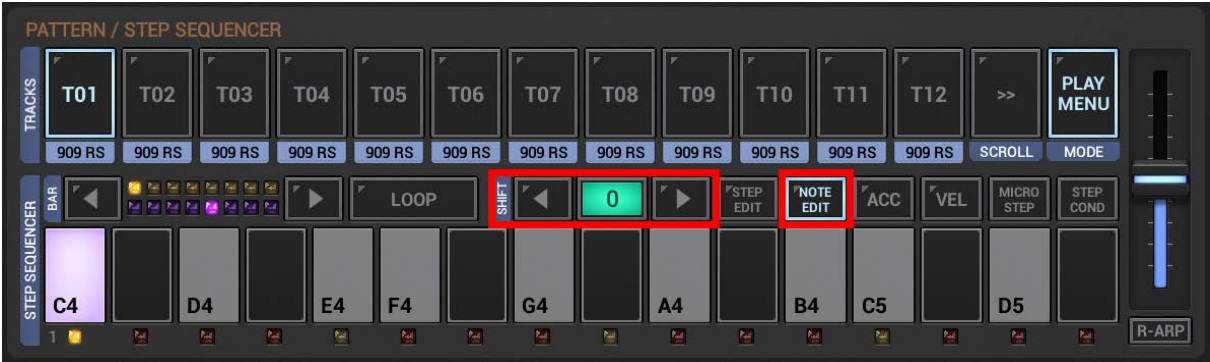 PATTERN / STEP SEQUENCER
TRACKS
T01 T02 T03 T04 T05 T06 T07 T08 T09 T10 T11 T12 >> PLAY MENU
909 RS 909 RS 909 RS 909 RS 909 RS 909 RS 909 RS 909 RS 909 RS 909 RS 909 RS 909 RS SCROLL MODE
STEP SEQUENCER
BAR LOOP SHIFT 0 STEP EDIT NOTE EDIT ACC VEL MICRO STEP STEP COND
C4 D4 E4 F4 G4 A4 B4 C5 D5
1 R-ARP